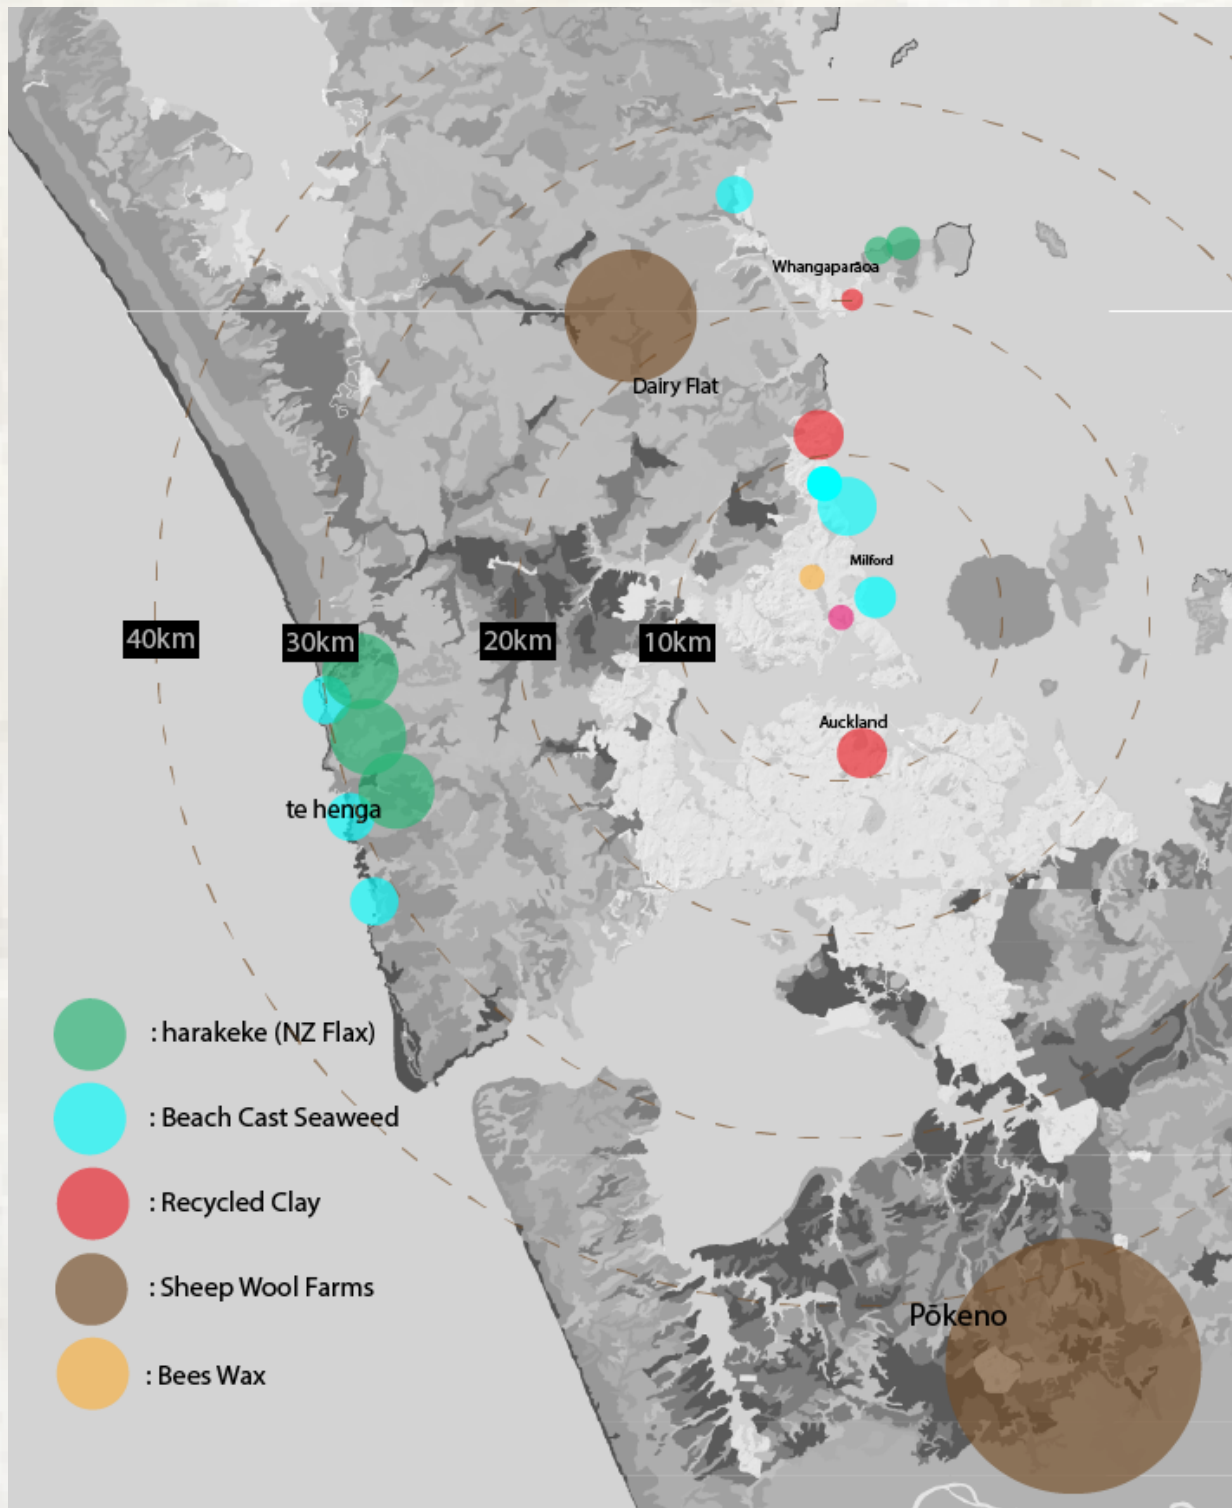 Whangaparāoa
Dairy Flat
Milford
40km
30km
20km
10km
Auckland
te henga
: harakeke (NZ Flax)
: Beach Cast Seaweed
: Recycled Clay
: Sheep Wool Farms
: Bees Wax
Pōkeno